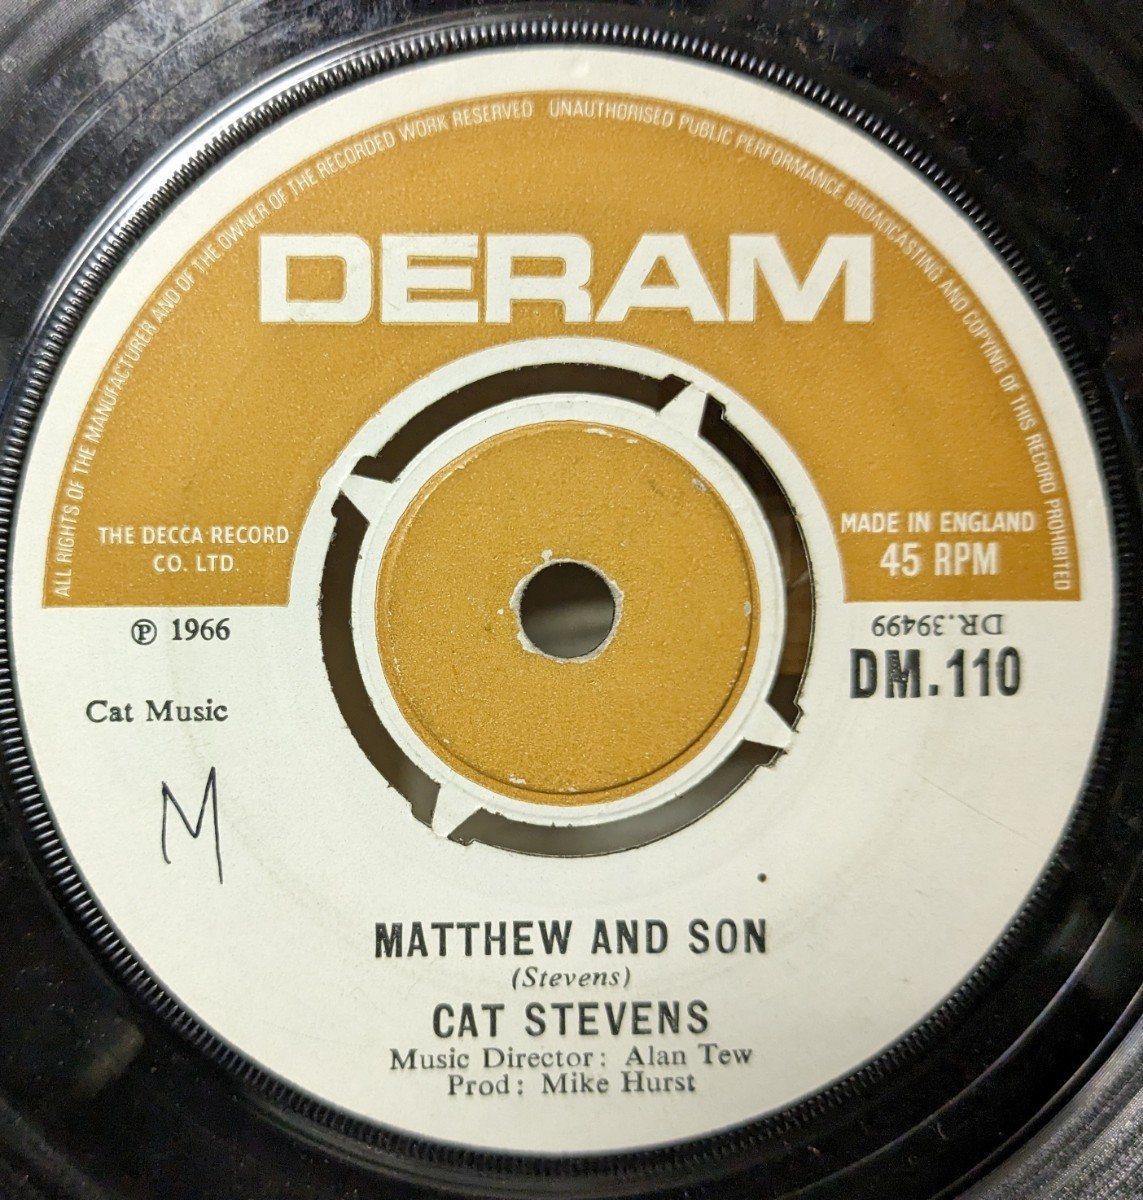 ALL RIGHTS OF THE MANUFACTURER AND OF THE OWNER OF THE RECORDED WORK RESERVED UNAUTHORISED PUBLIC PERFORMANCE BROADCASTING AND COPYING OF THIS RECORD PROHIBITED
DERAM
THE DECCA RECORD
CO. LTD.
MADE IN ENGLAND
45 RPM
℗ 1966
DR.39499
DM.110
Cat Music
M
MATTHEW AND SON
(Stevens)
CAT STEVENS
Music Director: Alan Tew
Prod: Mike Hurst